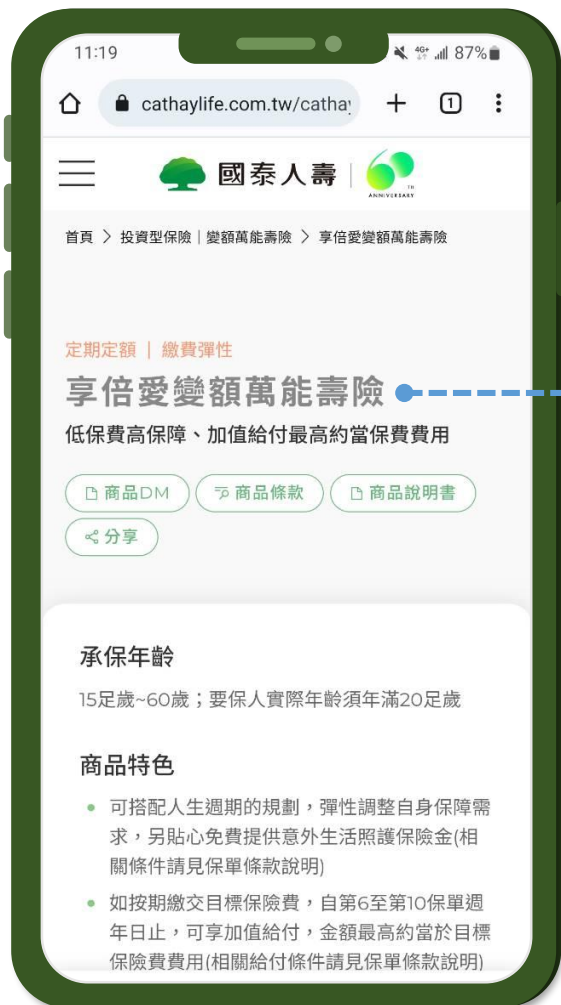 11:19
4G+ 87%
cathaylife.com.tw/cathay
1
國泰人壽
60 TH
ANNIVERSARY
首頁 〉 投資型保險｜變額萬能壽險 〉 享倍愛變額萬能壽險
定期定額 | 繳費彈性
享倍愛變額萬能壽險
低保費高保障、加值給付最高約當保費費用
商品DM 商品條款 商品說明書
分享
承保年齡
15足歲~60歲；要保人實際年齡須年滿20足歲
商品特色
可搭配人生週期的規劃，彈性調整自身保障需
求，另貼心免費提供意外生活照護保險金(相
關條件請見保單條款說明)
如按期繳交目標保險費，自第6至第10保單週
年日止，可享加值給付，金額最高約當於目標
保險費費用(相關給付條件請見保單條款說明)